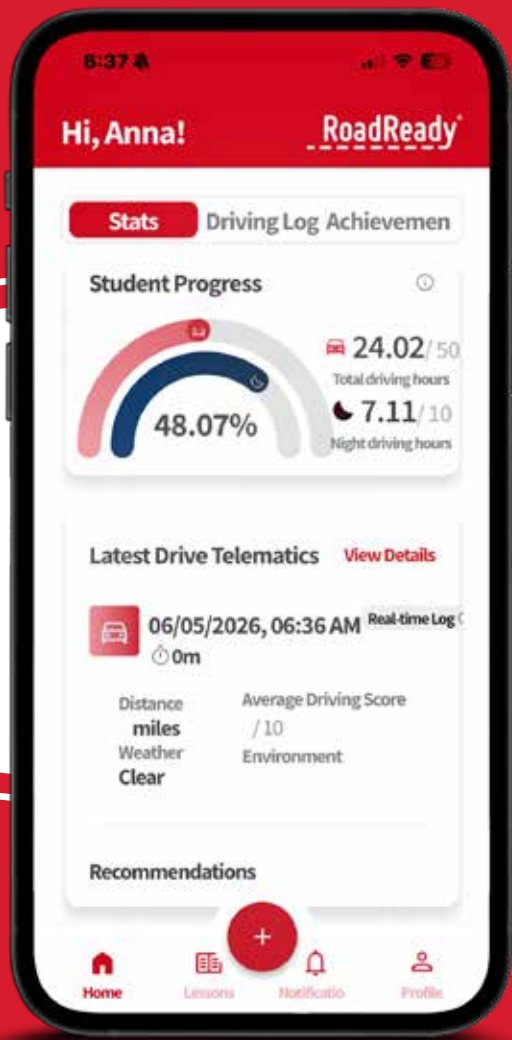 6:37
Hi, Anna!
RoadReady
Stats Driving Log Achievemen
Student Progress
24.02/50
Total driving hours
7.11/10
Night driving hours
48.07%
Latest Drive Telematics View Details
06/05/2026, 06:36 AM Real-time Log
0m
Distance
miles
Weather
Clear
Average Driving Score
/10
Environment
Recommendations
+
Home Lessons Notificatio Profile